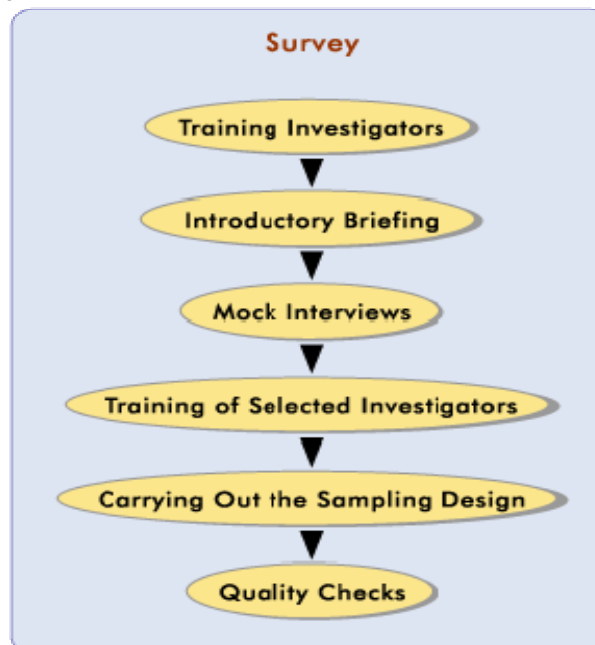 Survey
Training Investigators
Introductory Briefing
Mock Interviews
Training of Selected Investigators
Carrying Out the Sampling Design
Quality Checks